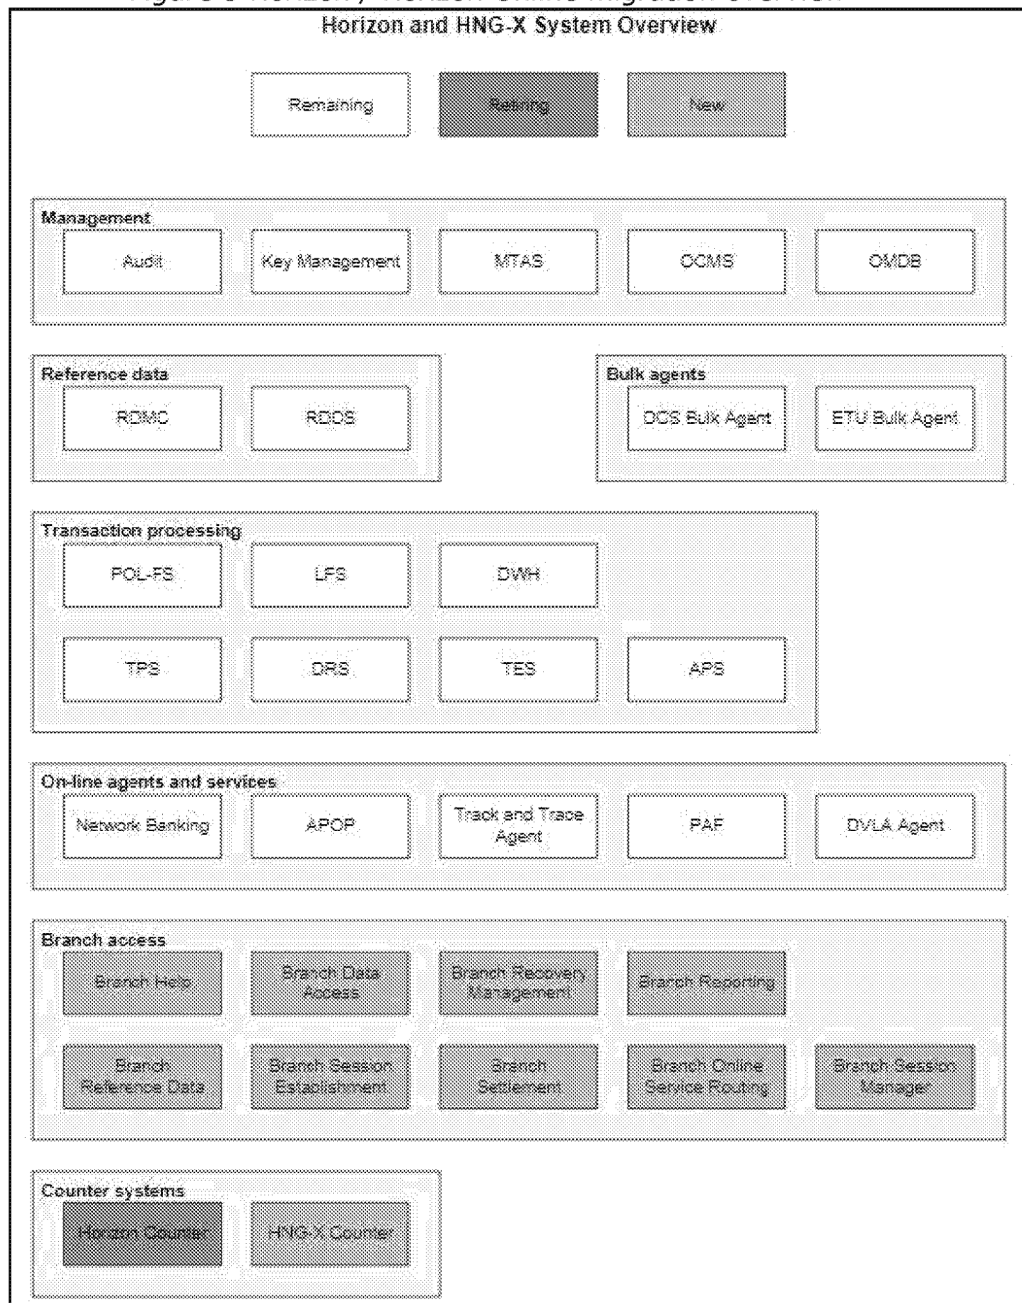 Horizon and HNG-X System Overview
Remaining
Retiring
New
Management
Audit
Key Management
MTAS
OCMS
OMDB
Reference data
RDMC
RDDS
Bulk agents
DCS Bulk Agent
ETU Bulk Agent
Transaction processing
POL-FS
LFS
DWH
TPS
DRS
TES
APS
On-line agents and services
Network Banking
APOP
Track and Trace
Agent
PAF
DVLA Agent
Branch access
Branch Help
Branch Data
Access
Branch Recovery
Management
Branch Reporting
Branch
Reference Data
Branch Session
Establishment
Branch
Settlement
Branch Online
Service Routing
Branch Session
Manager
Counter systems
Horizon Counter
HNG-X Counter